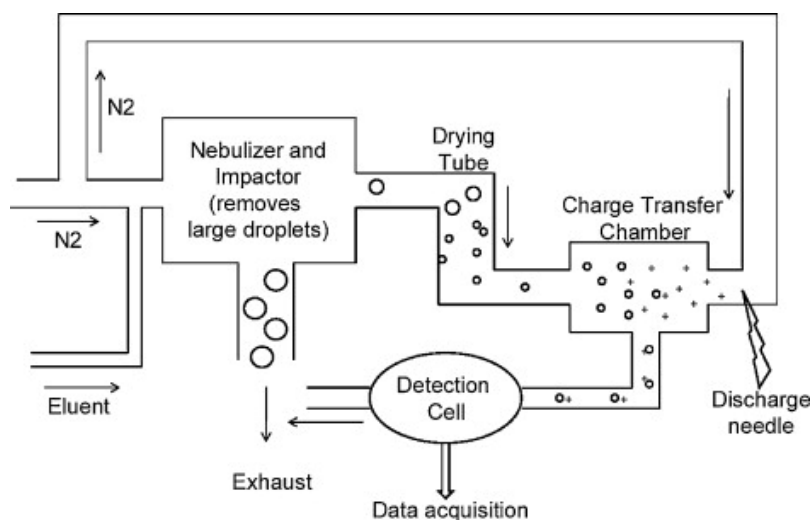 N2
Nebulizer and
Impactor
(removes
large droplets)
Drying
Tube
Charge Transfer
Chamber
N2
Eluent
Detection
Cell
Discharge
needle
Exhaust
Data acquisition